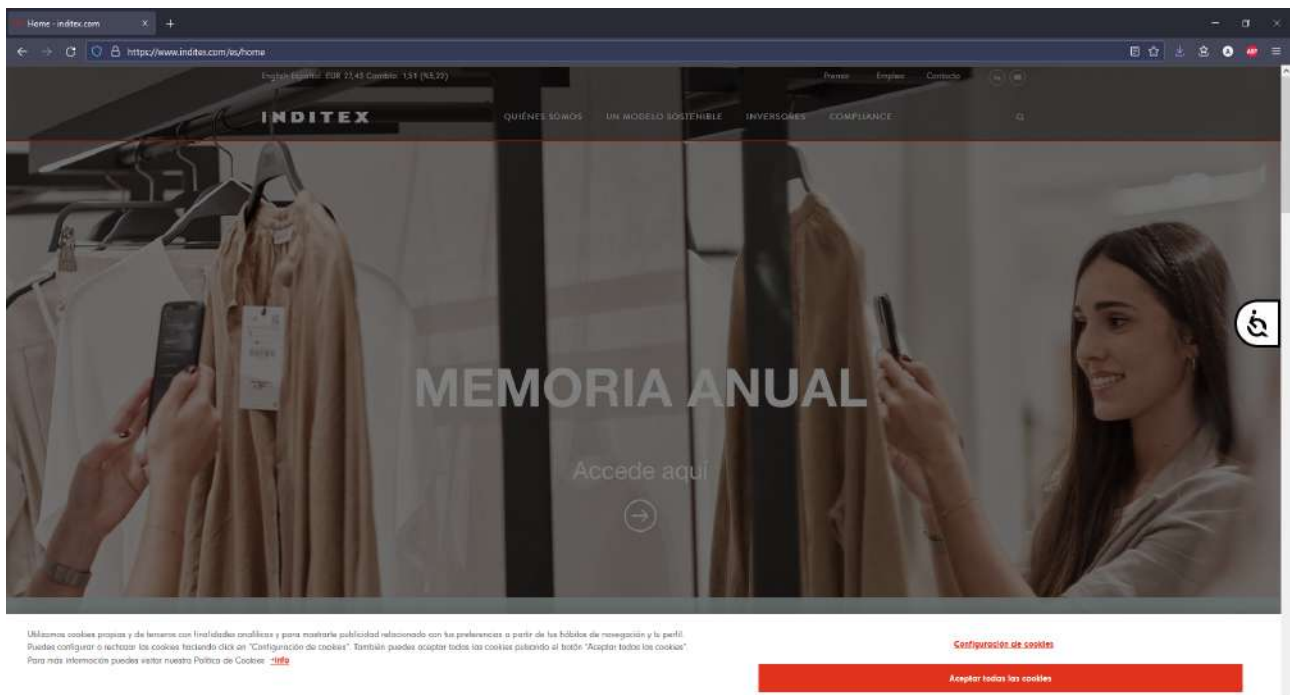 Home - inditex.com
https://www.inditex.com/es/home
English Español EUR 27,45 Cambio: 1,51 (%5,22)
Prensa Empleo Contacto
INDITEX
QUIÉNES SOMOS UN MODELO SOSTENIBLE INVERSORES COMPLIANCE
MEMORIA ANUAL
Accede aquí
Utilizamos cookies propias y de terceros con finalidades analíticas y para mostrarte publicidad relacionada con tus preferencias a partir de tus hábitos de navegación y tu perfil.
Puedes configurar o rechazar las cookies haciendo click en "Configuración de cookies". También puedes aceptar todas las cookies pulsando el botón "Aceptar todas las cookies".
Para más información puedes visitar nuestra Política de Cookies. +info
Configuración de cookies
Aceptar todas las cookies